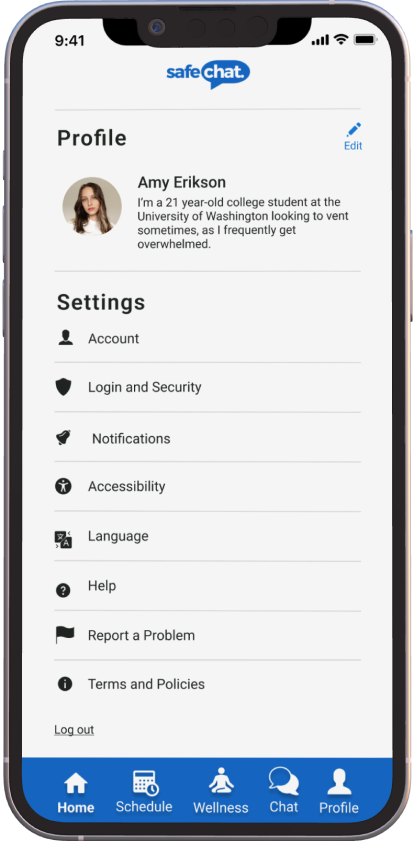 9:41
safechat.
Profile
Edit
Amy Erikson
I'm a 21 year-old college student at the
University of Washington looking to vent
sometimes, as I frequently get
overwhelmed.
Settings
Account
Login and Security
Notifications
Accessibility
Language
Help
Report a Problem
Terms and Policies
Log out
Home Schedule Wellness Chat Profile